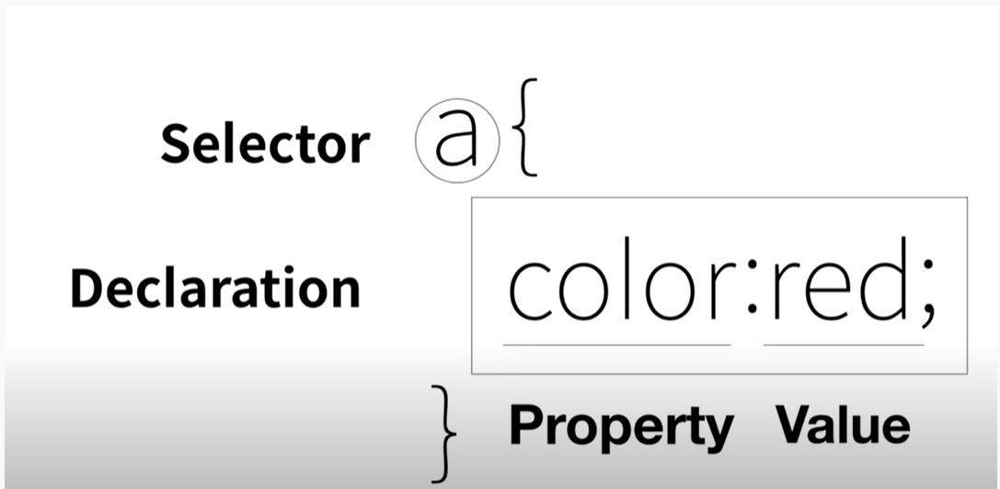 Selector a {
Declaration color:red;
} Property Value